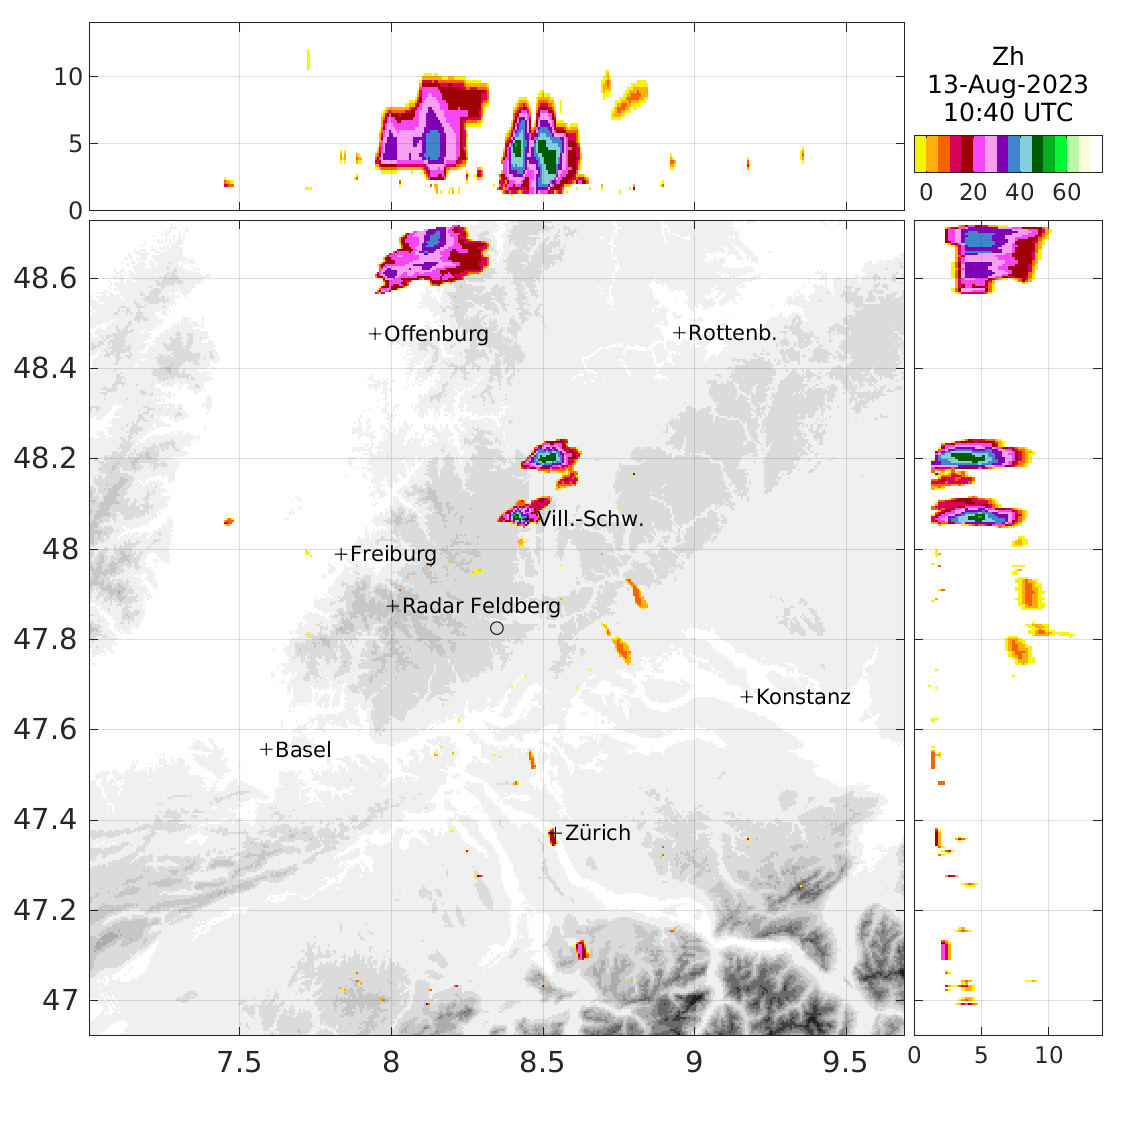 Zh
13-Aug-2023
10:40 UTC
0 20 40 60
10
5
0
48.6
48.4
48.2
48
47.8
47.6
47.4
47.2
47
Offenburg
Rottenb.
Vill.-Schw.
Freiburg
Radar Feldberg
Konstanz
Basel
Zürich
7.5 8 8.5 9 9.5
0 5 10